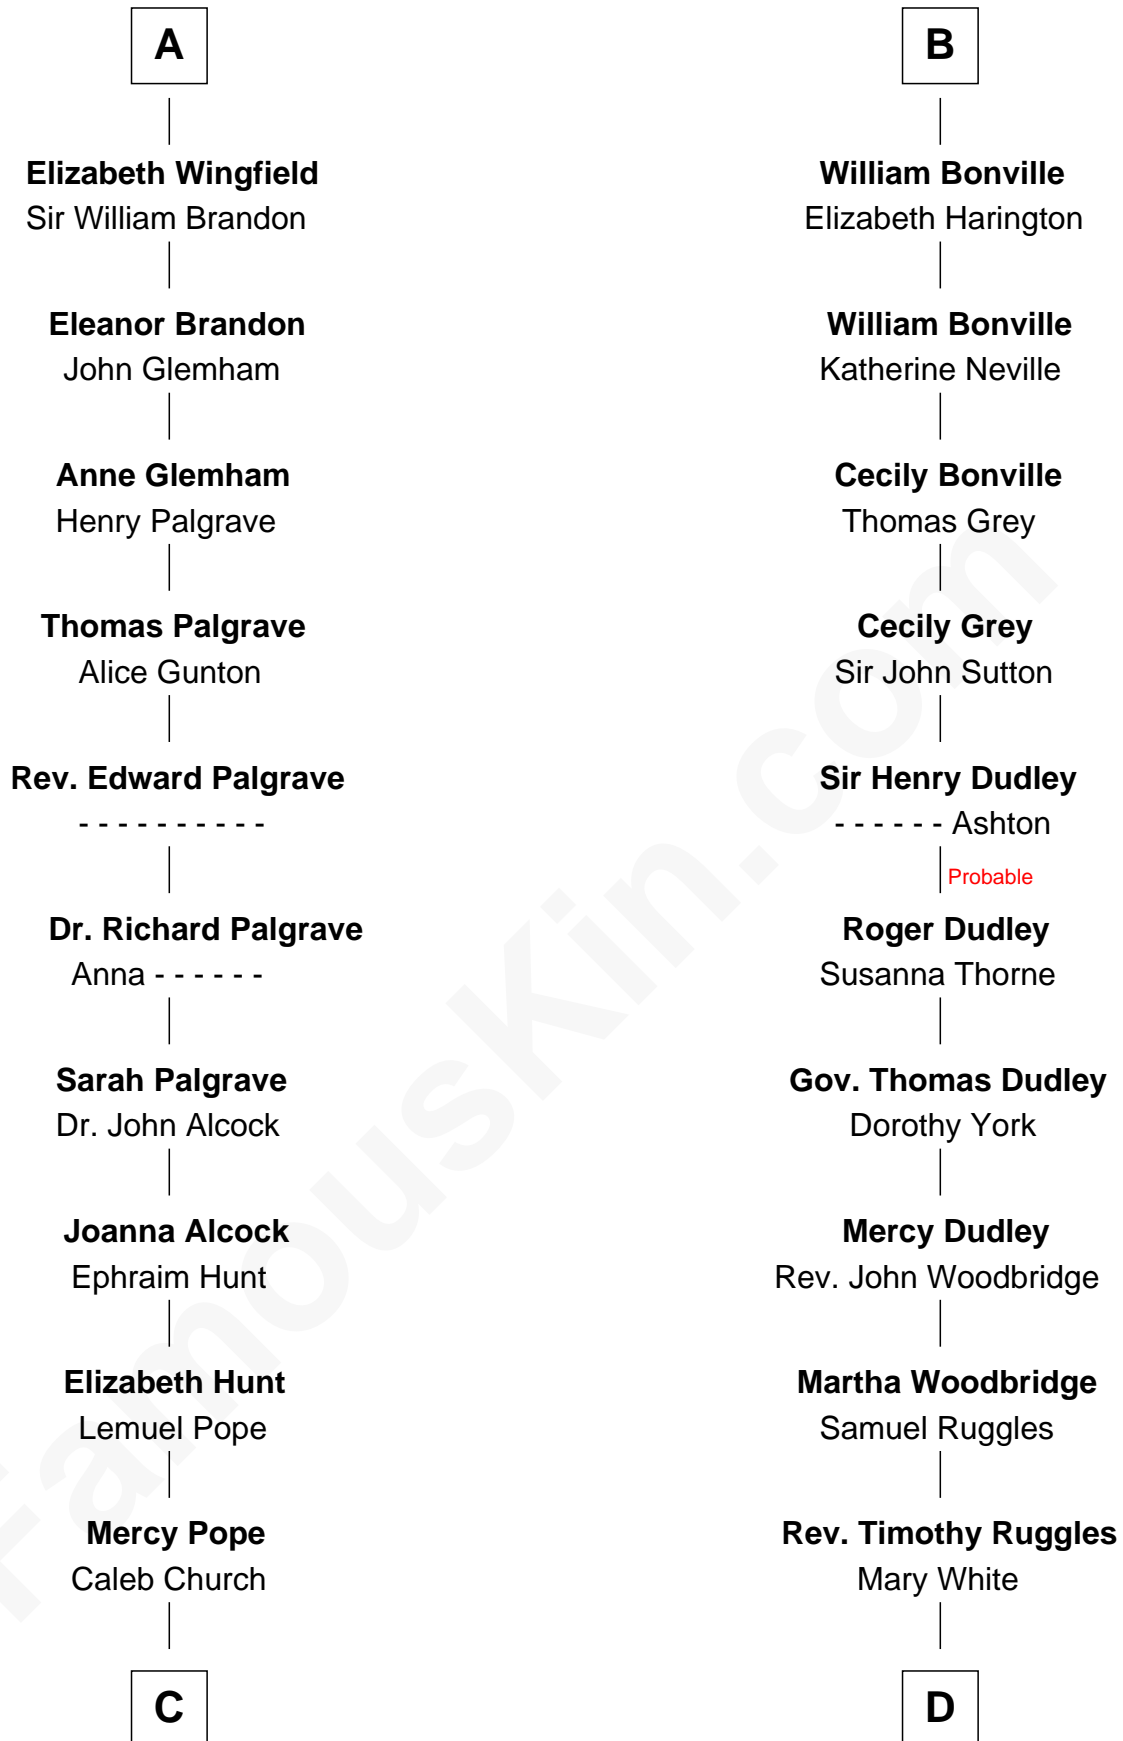 A
Elizabeth Wingfield
Sir William Brandon
Eleanor Brandon
John Glemham
Anne Glemham
Henry Palgrave
Thomas Palgrave
Alice Gunton
Rev. Edward Palgrave
- - - - - - - - - -
Dr. Richard Palgrave
Anna - - - - - -
Sarah Palgrave
Dr. John Alcock
Joanna Alcock
Ephraim Hunt
Elizabeth Hunt
Lemuel Pope
Mercy Pope
Caleb Church
C
B
William Bonville
Elizabeth Harington
William Bonville
Katherine Neville
Cecily Bonville
Thomas Grey
Cecily Grey
Sir John Sutton
Sir Henry Dudley
- - - - - - Ashton
Probable
Roger Dudley
Susanna Thorne
Gov. Thomas Dudley
Dorothy York
Mercy Dudley
Rev. John Woodbridge
Martha Woodbridge
Samuel Ruggles
Rev. Timothy Ruggles
Mary White
D
FamousKin.com